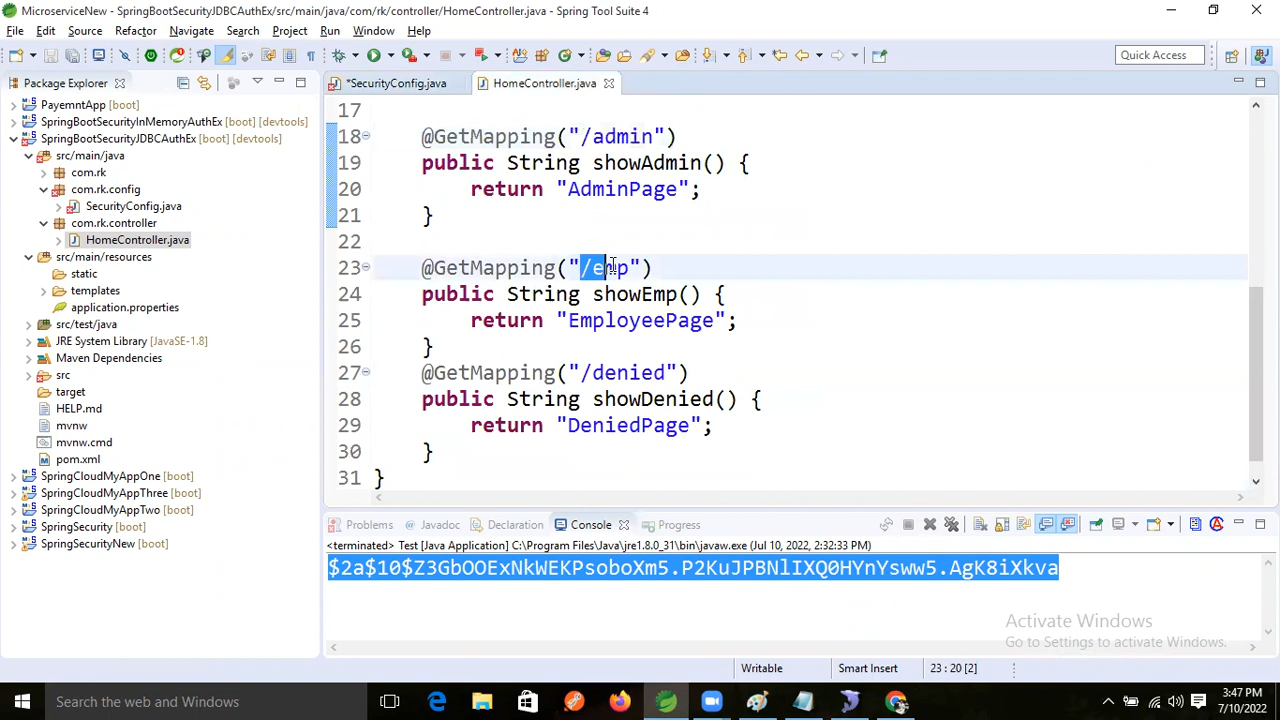 MicroserviceNew - SpringBootSecurityJDBCAuthEx/src/main/java/com/rk/controller/HomeController.java - Spring Tool Suite 4
File Edit Source Refactor Navigate Search Project Run Window Help
Quick Access
Package Explorer
*SecurityConfig.java
HomeController.java
PayemntApp [boot]
SpringBootSecurityInMemoryAuthEx [boot] [devtools]
SpringBootSecurityJDBCAuthEx [boot] [devtools]
src/main/java
com.rk
com.rk.config
SecurityConfig.java
com.rk.controller
HomeController.java
src/main/resources
static
templates
application.properties
src/test/java
JRE System Library [JavaSE-1.8]
Maven Dependencies
src
target
HELP.md
mvnw
mvnw.cmd
pom.xml
SpringCloudMyAppOne [boot]
SpringCloudMyAppThree [boot]
SpringCloudMyAppTwo [boot]
SpringSecurity [boot]
SpringSecurityNew [boot]
17
18 @GetMapping("/admin")
19 public String showAdmin() {
20 return "AdminPage";
21 }
22
23 @GetMapping("/emp")
24 public String showEmp() {
25 return "EmployeePage";
26 }
27 @GetMapping("/denied")
28 public String showDenied() {
29 return "DeniedPage";
30 }
31 }
Problems Javadoc Declaration Console Progress
<terminated> Test [Java Application] C:\Program Files\Java\jre1.8.0_31\bin\javaw.exe (Jul 10, 2022, 2:32:33 PM)
$2a$10$Z3GbOOExNkWEKPsoboXm5.P2KuJPBNlIXQ0HYnYsww5.AgK8iXkva
Activate Windows
Go to Settings to activate Windows.
Writable Smart Insert 23 : 20 [2]
Search the web and Windows
3:47 PM
7/10/2022